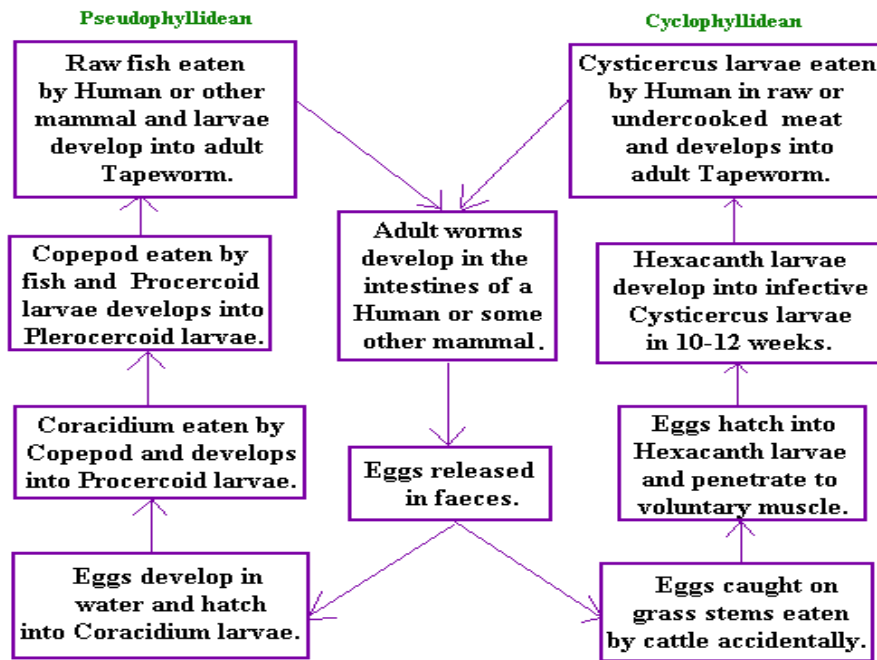 Pseudophyllidean
Cyclophyllidean
Raw fish eaten
by Human or other
mammal and larvae
develop into adult
Tapeworm.
Cysticercus larvae eaten
by Human in raw or
undercooked meat
and develops into
adult Tapeworm.
Adult worms
develop in the
intestines of a
Human or some
other mammal.
Copepod eaten by
fish and Procercoid
larvae develops into
Plerocercoid larvae.
Hexacanth larvae
develop into infective
Cysticercus larvae
in 10-12 weeks.
Coracidium eaten by
Copepod and develops
into Procercoid larvae.
Eggs released
in faeces.
Eggs hatch into
Hexacanth larvae
and penetrate to
voluntary muscle.
Eggs develop in
water and hatch
into Coracidium larvae.
Eggs caught on
grass stems eaten
by cattle accidentally.